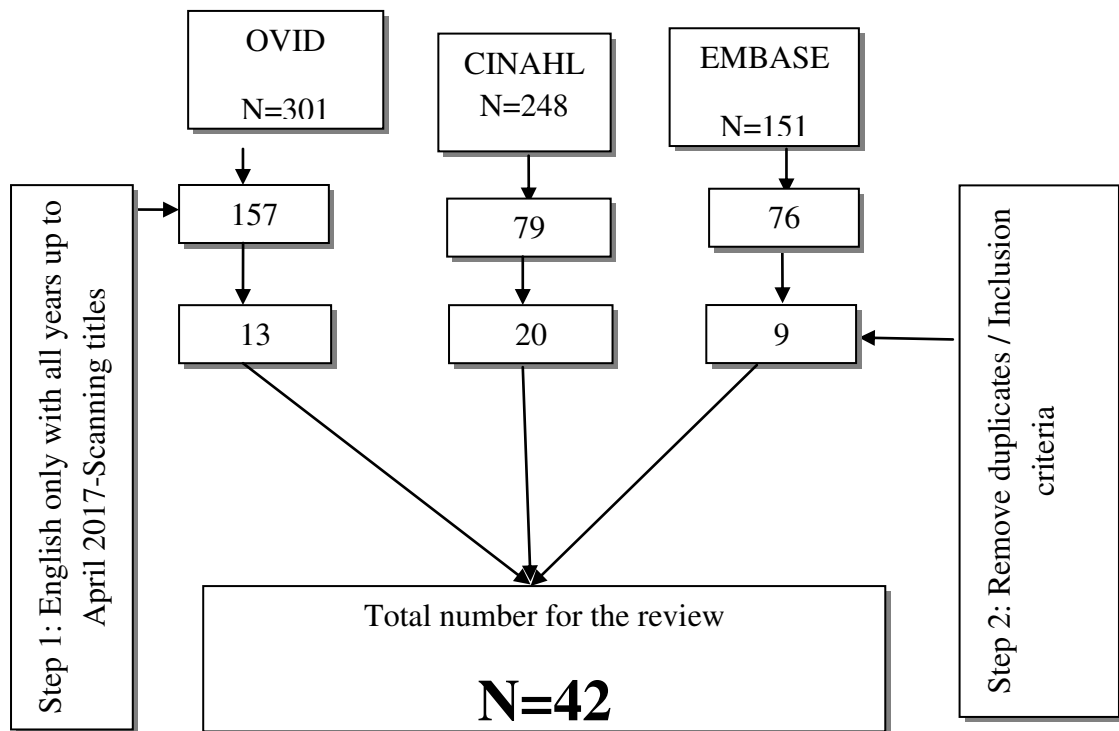 OVID
N=301
CINAHL
N=248
EMBASE
N=151
157
79
76
13
20
9
Step 1: English only with all years up to
April 2017-Scanning titles
Step 2: Remove duplicates / Inclusion
criteria
Total number for the review
N=42